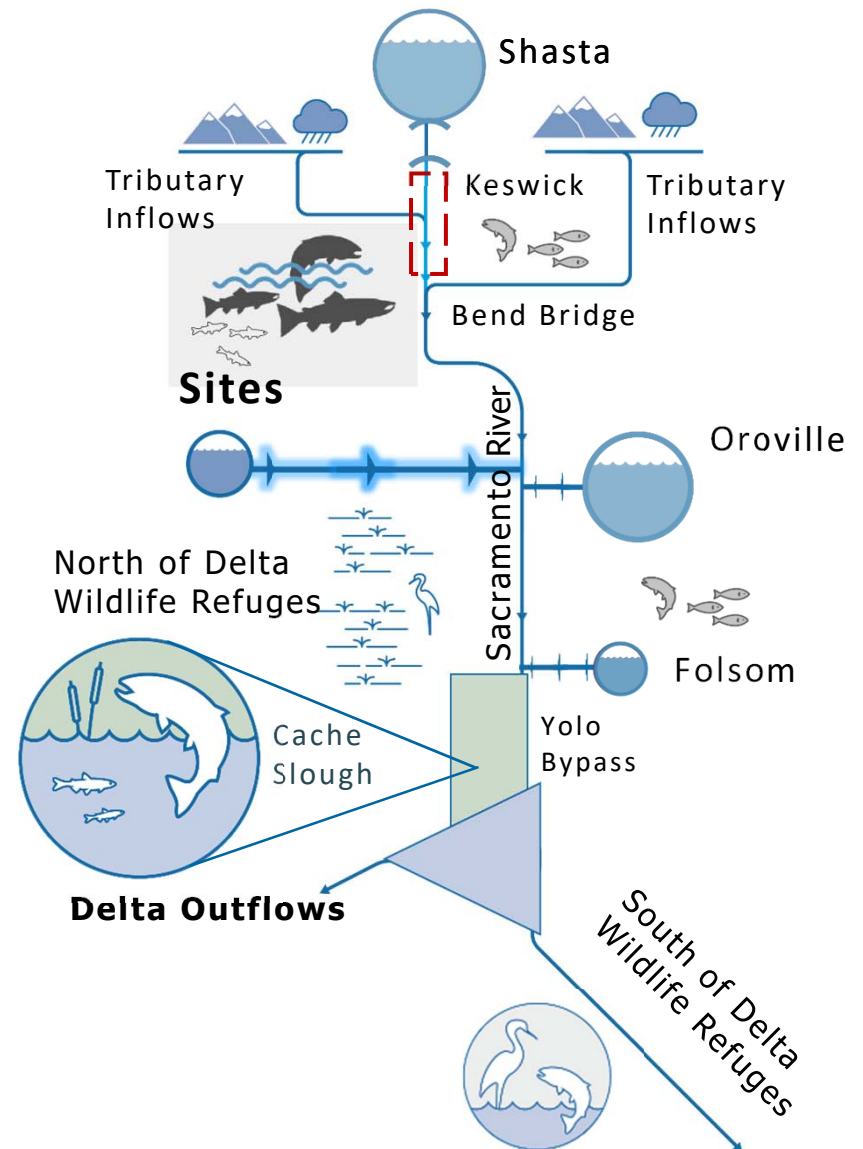 Shasta
Tributary
Inflows
Keswick
Tributary
Inflows
Bend Bridge
Sites
Sacramento River
Oroville
North of Delta
Wildlife Refuges
Folsom
Cache
Slough
Yolo
Bypass
Delta Outflows
South of Delta
Wildlife Refuges